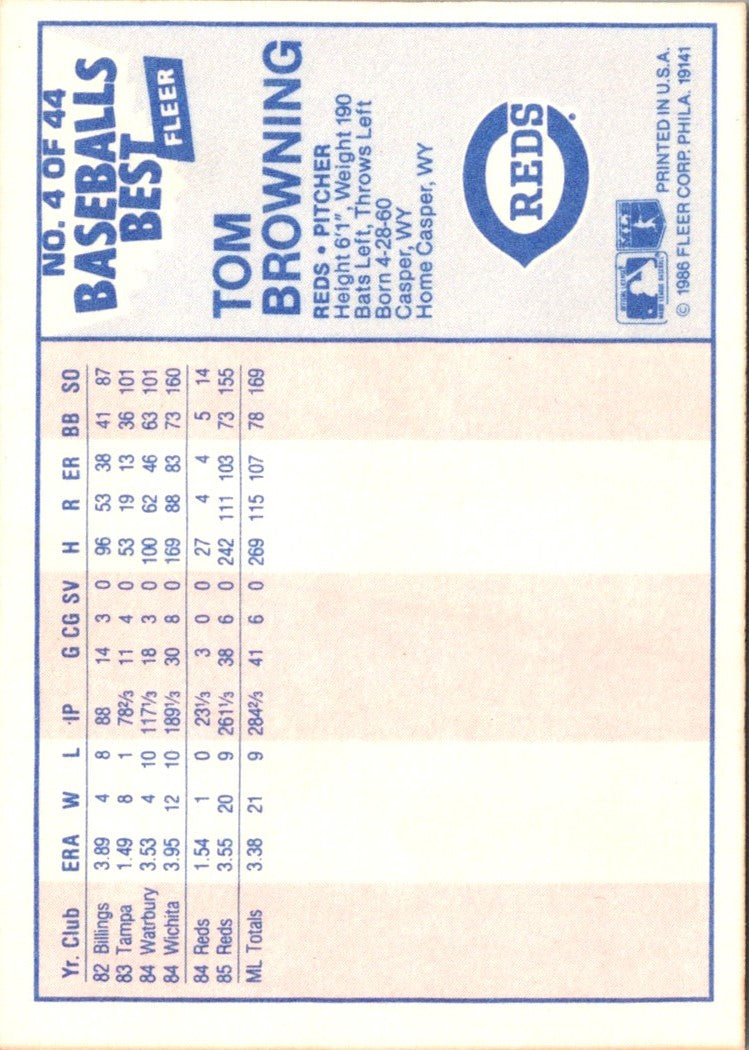 NO. 4 OF 44
BASEBALLS
BEST
FLEER
TOM
BROWNING
REDS • PITCHER
Height 6'1" Weight 190
Bats Left, Throws Left
Born 4-28-60
Casper, WY
Home Casper, WY
REDS
© 1986 FLEER CORP. PHILA. 19141
PRINTED IN U.S.A.
Yr. Club ERA W L IP G CG SV H R ER BB SO
82 Billings 3.89 4 8 88 14 3 0 96 53 38 41 87
83 Tampa 1.49 8 1 78⅔ 11 4 0 53 19 13 36 101
84 Watrbury 3.53 4 10 117⅓ 18 3 0 100 62 46 63 101
84 Wichita 3.95 12 10 189⅓ 30 8 0 169 88 83 73 160
84 Reds 1.54 1 0 23⅓ 3 0 0 27 4 4 5 14
85 Reds 3.55 20 9 261⅓ 38 6 0 242 111 103 73 155
ML Totals 3.38 21 9 284⅔ 41 6 0 269 115 107 78 169